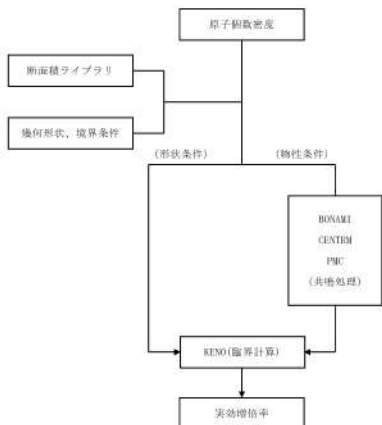 原子個数密度
断面積ライブラリ
幾何形状, 境界条件
(形状条件)
(物性条件)
BONAMI
CENTRM
PMC
(共鳴処理)
KENO(臨界計算)
実効増倍率